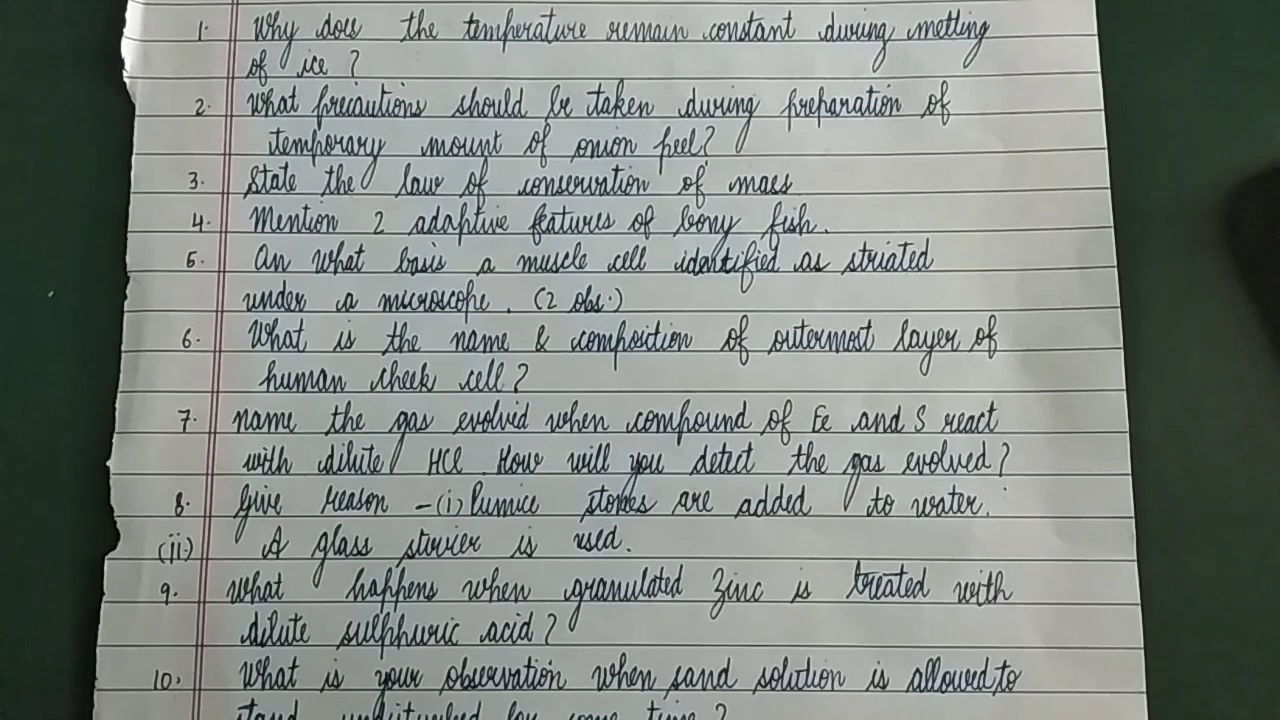 1. Why does the temperature remain constant during melting
of ice ?
2. What precautions should be taken during preparation of
temporary mount of onion peel?
3. State the law of conservation of mass
4. Mention 2 adaptive features of bony fish.
5. On what basis a muscle cell identified as striated
under a microscope. (2 obs.)
6. What is the name & composition of outermost layer of
human cheek cell?
7. name the gas evolved when compound of Fe and S react
with dilute HCl. How will you detect the gas evolved?
8. Give reason - (i) Pumice stones are added to water.
(ii) A glass stirrer is used.
9. What happens when granulated Zinc is treated with
dilute sulphuric acid?
10. What is your observation when sand solution is allowed to
stand undisturbed for some time?